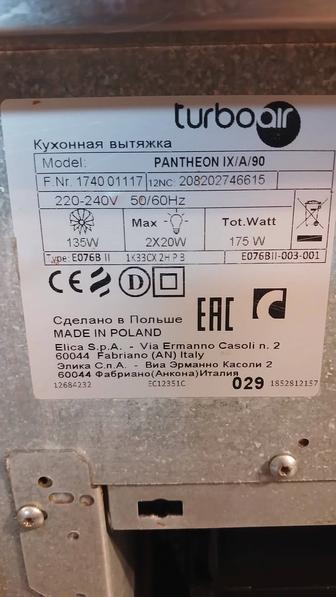 turboair
Кухонная вытяжка
Model: PANTHEON IX/A/90
F.Nr. 1740 01117 12NC: 208202746615
220-240V 50/60Hz
Max Tot.Watt
135W 2X20W 175 W
Type: E076B II 1K33CX 2H P B E076BII-003-001
CE D EAC
Сделано в Польше
MADE IN POLAND
Elica S.p.A. - Via Ermanno Casoli n. 2
60044 Fabriano (AN) Italy
Элика С.п.А. - Виа Эрманно Касоли 2
60044 Фабриано(Анкона)Италия
12684232 EC12351C 029 1852812157